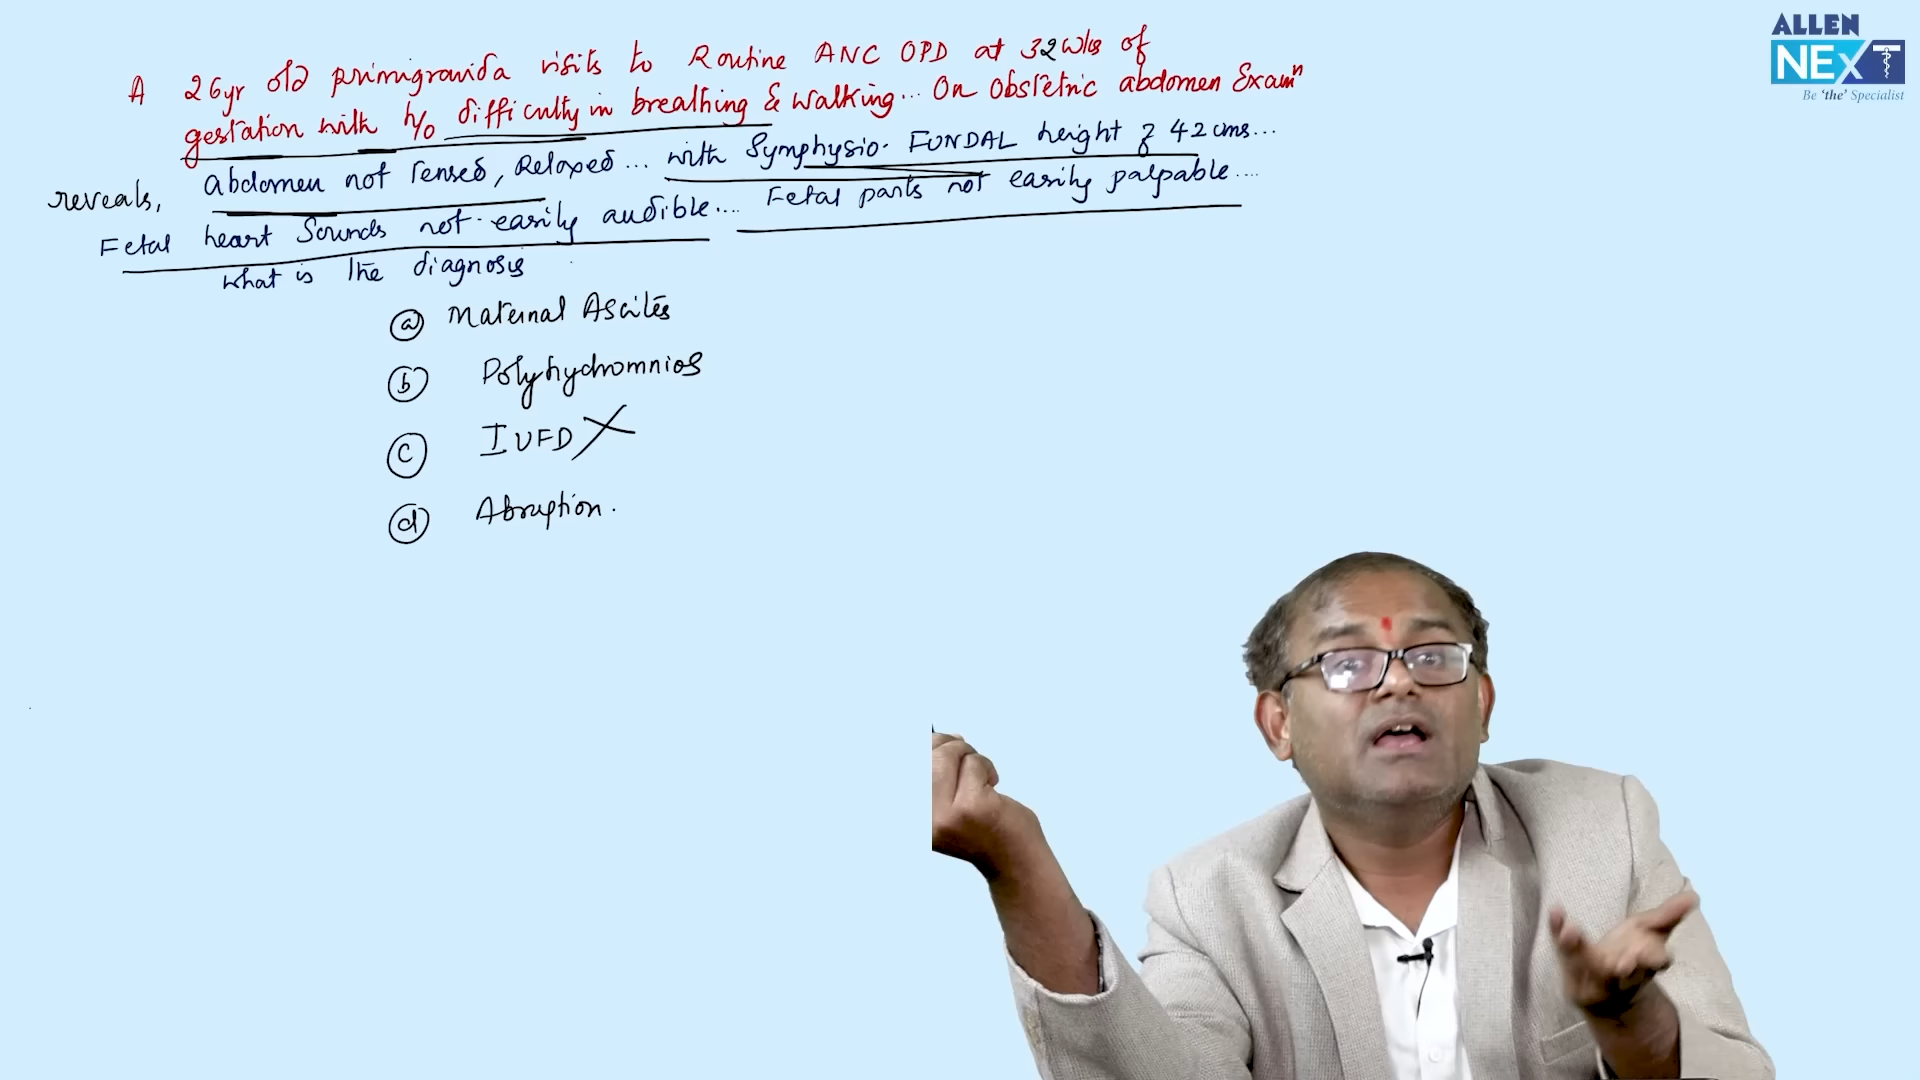 A 26yr old primigravida visits to Routine ANC OPD at 32wks of
gestation with h/o difficulty in breathing & walking... On Obstetric abdomen Examⁿ
reveals, abdomen not Tensed, Relaxed... with Symphysio- FUNDAL height of 42 cms...
Fetal heart Sounds not easily audible.... Fetal parts not easily palpable....
what is the diagnosis
ⓐ Maternal Ascites
ⓑ Polyhydromnios
ⓒ IUFD X
ⓓ Abruption.
ALLEN
NEXT
Be 'the' Specialist